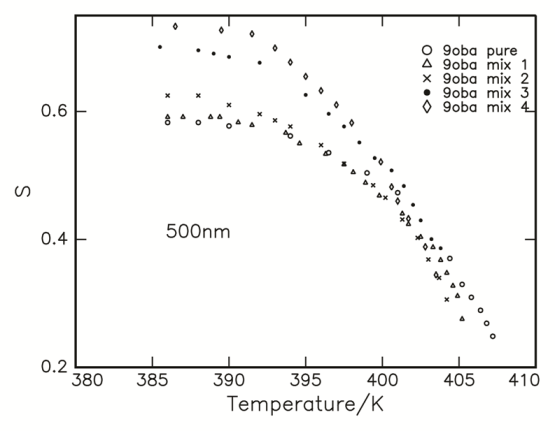 9oba pure
9oba mix 1
9oba mix 2
9oba mix 3
9oba mix 4
0.6
S
0.4
500nm
0.2
380 385 390 395 400 405 410
Temperature/K